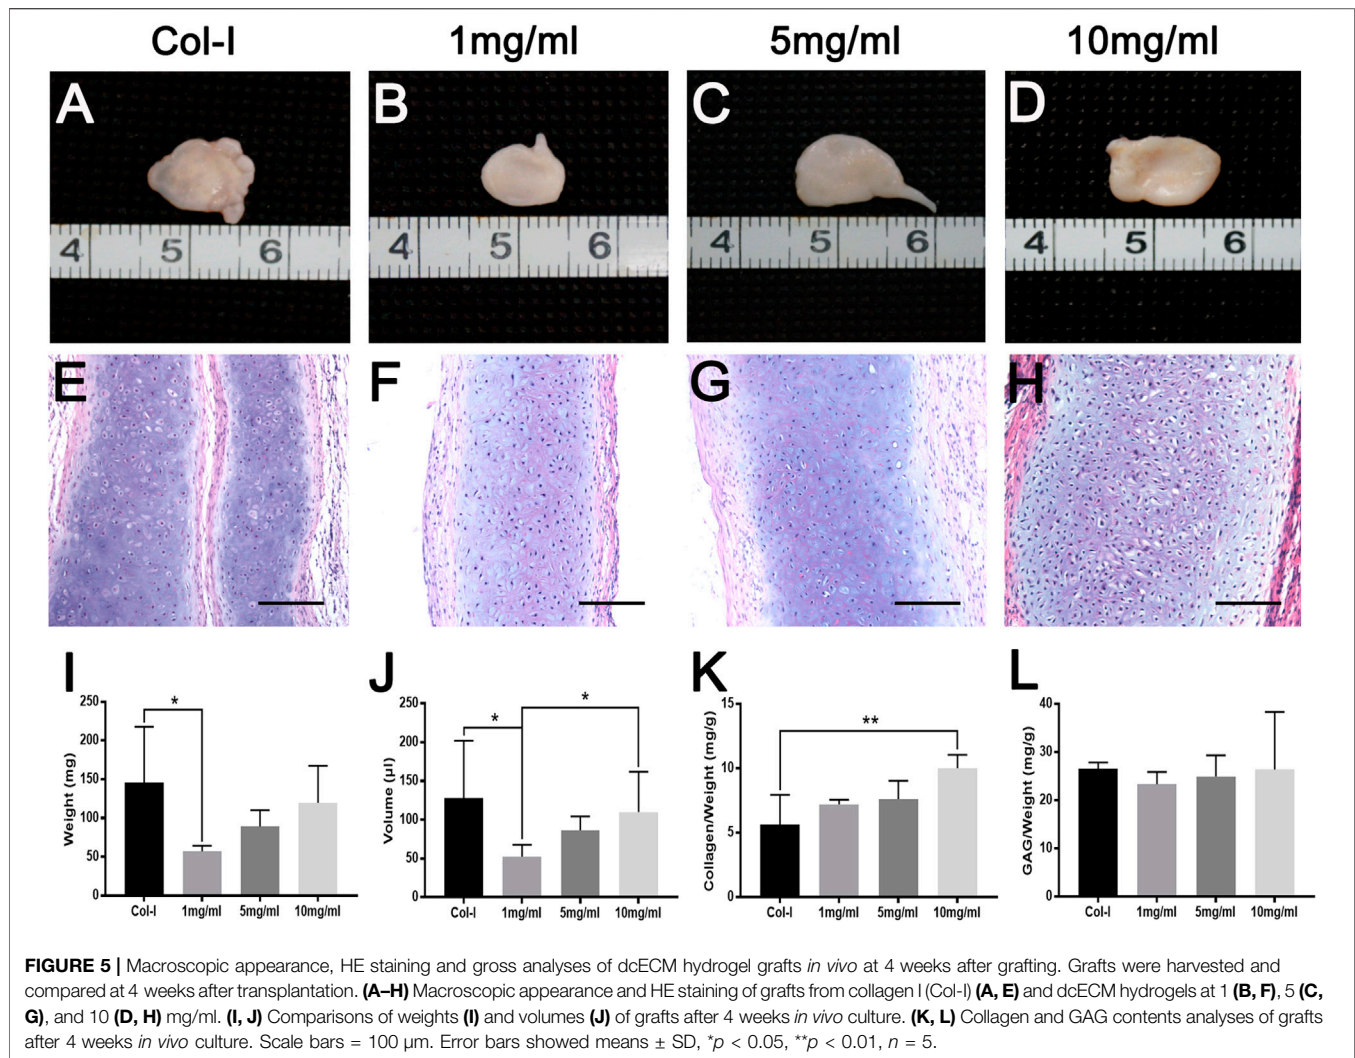 Col-I 1mg/ml 5mg/ml 10mg/ml
A B C D
4 5 6 4 5 6 4 5 6 4 5 6
E F G H
I J K L
250
200
150
100
50
0
Weight (mg)
*
Col-I 1mg/ml 5mg/ml 10mg/ml
250
200
150
100
50
0
Volume (µl)
* *
Col-I 1mg/ml 5mg/ml 10mg/ml
15
10
5
0
Collagen/Weight (mg/g)
**
Col-I 1mg/ml 5mg/ml 10mg/ml
40
30
20
10
0
GAG/Weight (mg/g)
Col-I 1mg/ml 5mg/ml 10mg/ml
FIGURE 5 | Macroscopic appearance, HE staining and gross analyses of dcECM hydrogel grafts in vivo at 4 weeks after grafting. Grafts were harvested and
compared at 4 weeks after transplantation. (A–H) Macroscopic appearance and HE staining of grafts from collagen I (Col-I) (A, E) and dcECM hydrogels at 1 (B, F), 5 (C,
G), and 10 (D, H) mg/ml. (I, J) Comparisons of weights (I) and volumes (J) of grafts after 4 weeks in vivo culture. (K, L) Collagen and GAG contents analyses of grafts
after 4 weeks in vivo culture. Scale bars = 100 µm. Error bars showed means ± SD, *p < 0.05, **p < 0.01, n = 5.